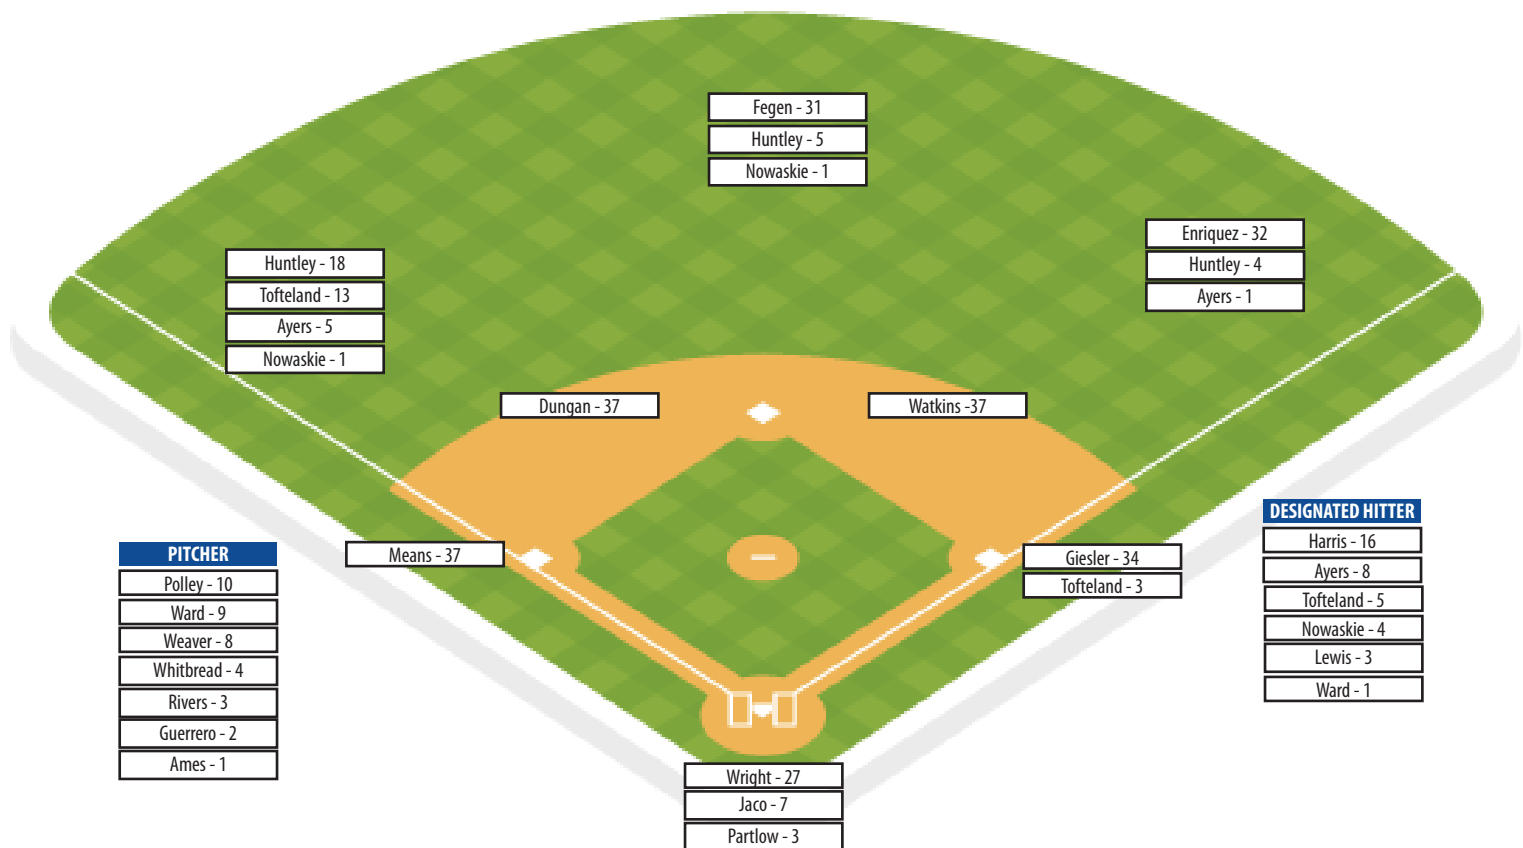 Fegen - 31
Huntley - 5
Nowaskie - 1
Enriquez - 32
Huntley - 4
Ayers - 1
Huntley - 18
Tofteland - 13
Ayers - 5
Nowaskie - 1
Dungan - 37
Watkins -37
Means - 37
Giesler - 34
Tofteland - 3
PITCHER
Polley - 10
Ward - 9
Weaver - 8
Whitbread - 4
Rivers - 3
Guerrero - 2
Ames - 1
DESIGNATED HITTER
Harris - 16
Ayers - 8
Tofteland - 5
Nowaskie - 4
Lewis - 3
Ward - 1
Wright - 27
Jaco - 7
Partlow - 3